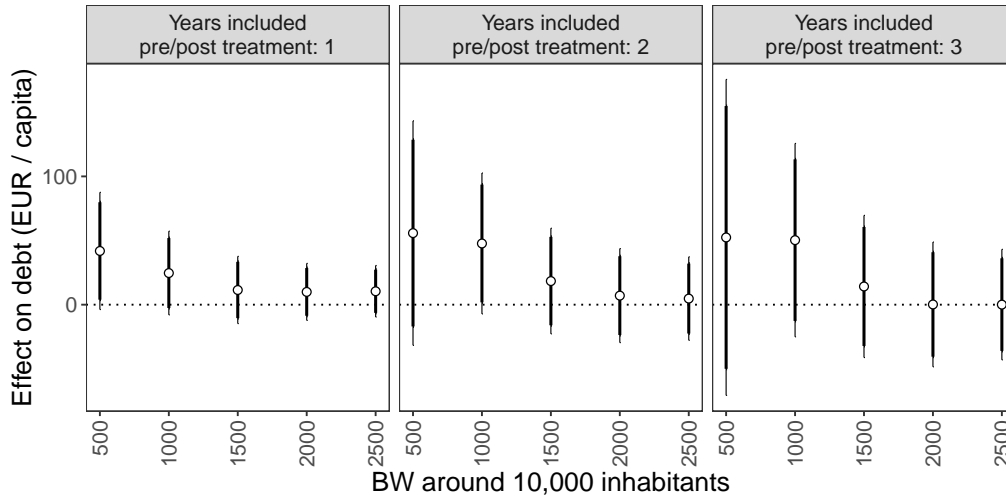 Years included
pre/post treatment: 1
Years included
pre/post treatment: 2
Years included
pre/post treatment: 3
Effect on debt (EUR / capita)
100
0
500
1000
1500
2000
2500
500
1000
1500
2000
2500
500
1000
1500
2000
2500
BW around 10,000 inhabitants